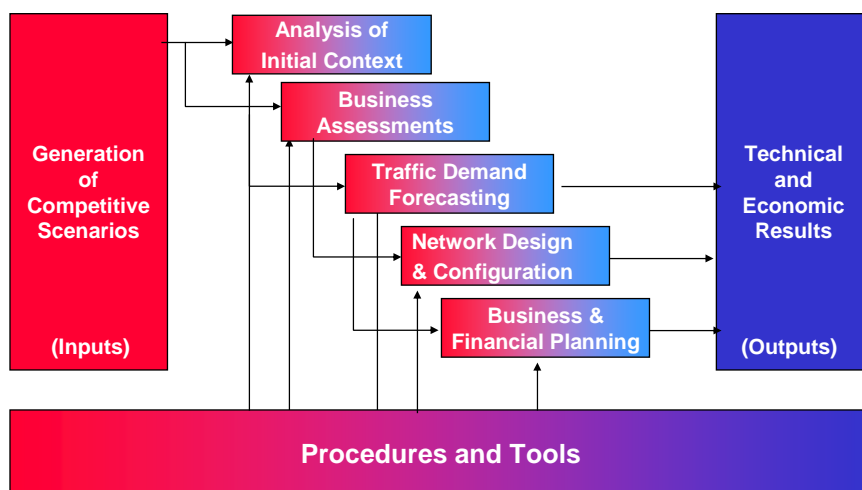 Analysis of
Initial Context
Business
Assessments
Generation
of
Competitive
Scenarios
(Inputs)
Traffic Demand
Forecasting
Network Design
& Configuration
Business &
Financial Planning
Technical
and
Economic
Results
(Outputs)
Procedures and Tools